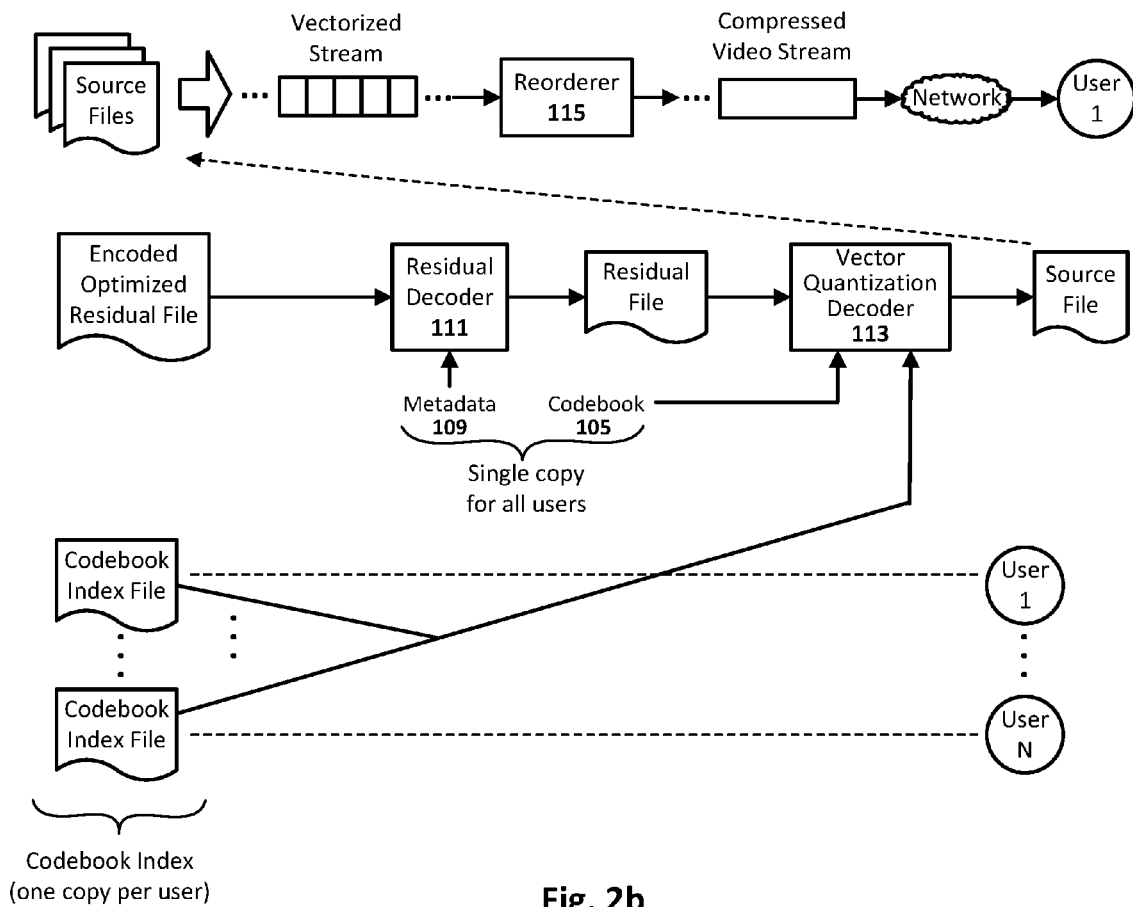 Vectorized
Stream
Compressed
Video Stream
Source
Files
Reorderer
115
Network
User
1
Encoded
Optimized
Residual File
Residual
Decoder
111
Residual
File
Vector
Quantization
Decoder
113
Source
File
Metadata
109
Codebook
105
Single copy
for all users
Codebook
Index File
User
1
Codebook
Index File
User
N
Codebook Index
(one copy per user)
Fig. 2b